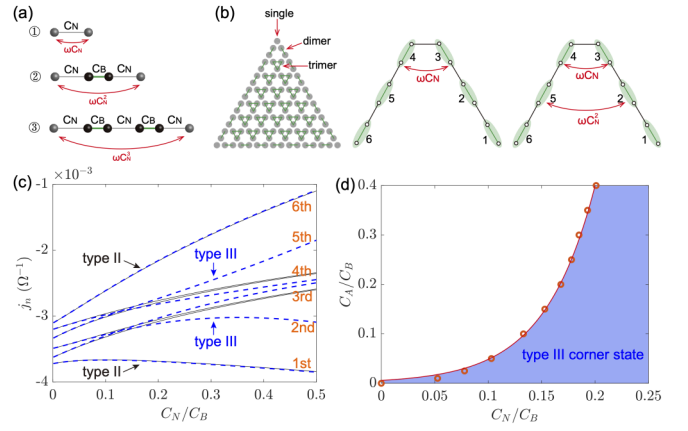 (a)
① C_N
ωC_N
② C_N C_B C_N
ωC_N^2
③ C_N C_B C_N C_B C_N
ωC_N^3
(b)
single
dimer
trimer
4 3
ωC_N
5 2
6 1
4 3
ωC_N
5 2
ωC_N^2
6 1
(c)
×10^-3
-1
-2
-3
-4
j_n (Ω^-1)
6th
5th
4th
3rd
2nd
1st
type II
type III
type III
type II
0 0.1 0.2 0.3 0.4 0.5
C_N/C_B
(d)
0.4
0.3
0.2
0.1
0
C_A/C_B
type III corner state
0 0.05 0.1 0.15 0.2 0.25
C_N/C_B